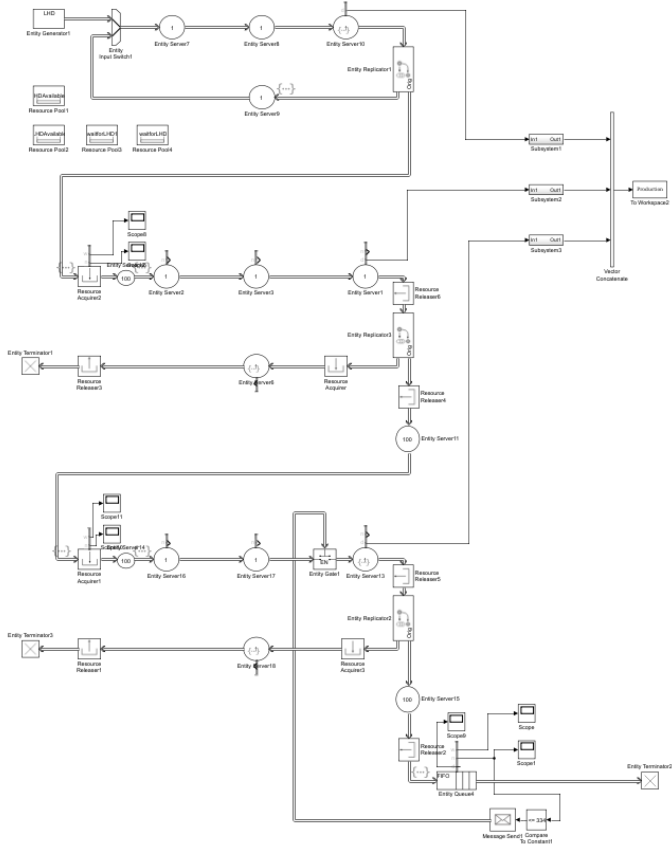 LHD
Entity Generator1
Entity
Input Switch1
1
Entity Server7
1
Entity Server8
Entity Server10
Entity Replicator1
Orig
1
Entity Server9
Resource Pool1
Resource Pool2
waitforLHD1
Resource Pool3
waitforLHD
Resource Pool4
In1 Out1
Subsystem1
In1 Out1
Subsystem2
In1 Out1
Subsystem3
Production
To Workspace2
Vector
Concatenate
Scope8
Resource
Acquirer2
100
1
Entity Server2
1
Entity Server3
1
Entity Server1
Resource
Releaser6
Entity Replicator3
Orig
Entity Terminator1
Resource
Releaser3
Entity Server6
Resource
Acquirer
Resource
Releaser4
100
Entity Server11
Scope11
Resource
Acquirer1
100
1
Entity Server16
1
Entity Server17
Entity Gate1
Entity Server13
Resource
Releaser5
Entity Replicator2
Orig
Entity Terminator3
Resource
Releaser1
Entity Server18
Resource
Acquirer3
100
Entity Server15
Resource
Releaser2
Scope9
Scope
Scope1
FIFO
Entity Queue4
Entity Terminator2
Message Send1
== 334
Compare
To Constant1